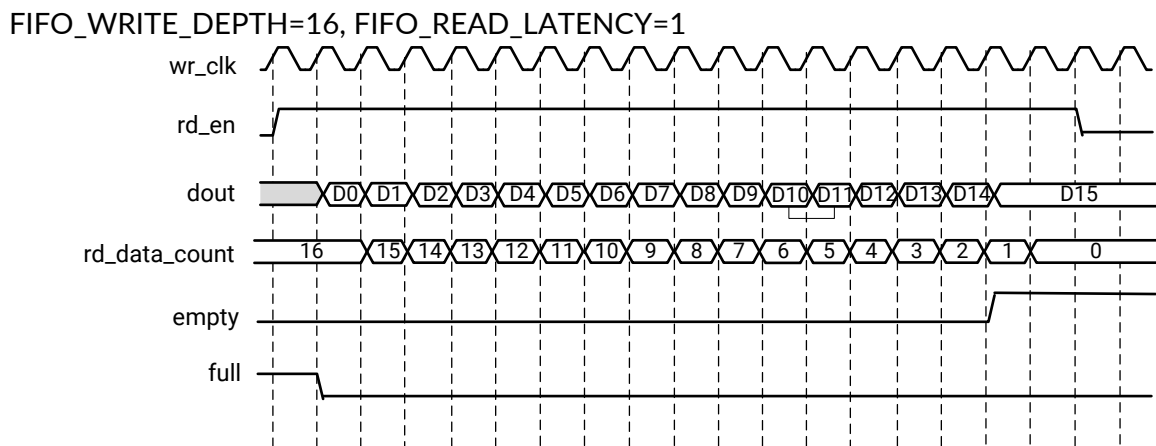 FIFO_WRITE_DEPTH=16, FIFO_READ_LATENCY=1
wr_clk
rd_en
dout D0 D1 D2 D3 D4 D5 D6 D7 D8 D9 D10 D11 D12 D13 D14 D15
rd_data_count 16 15 14 13 12 11 10 9 8 7 6 5 4 3 2 1 0
empty
full